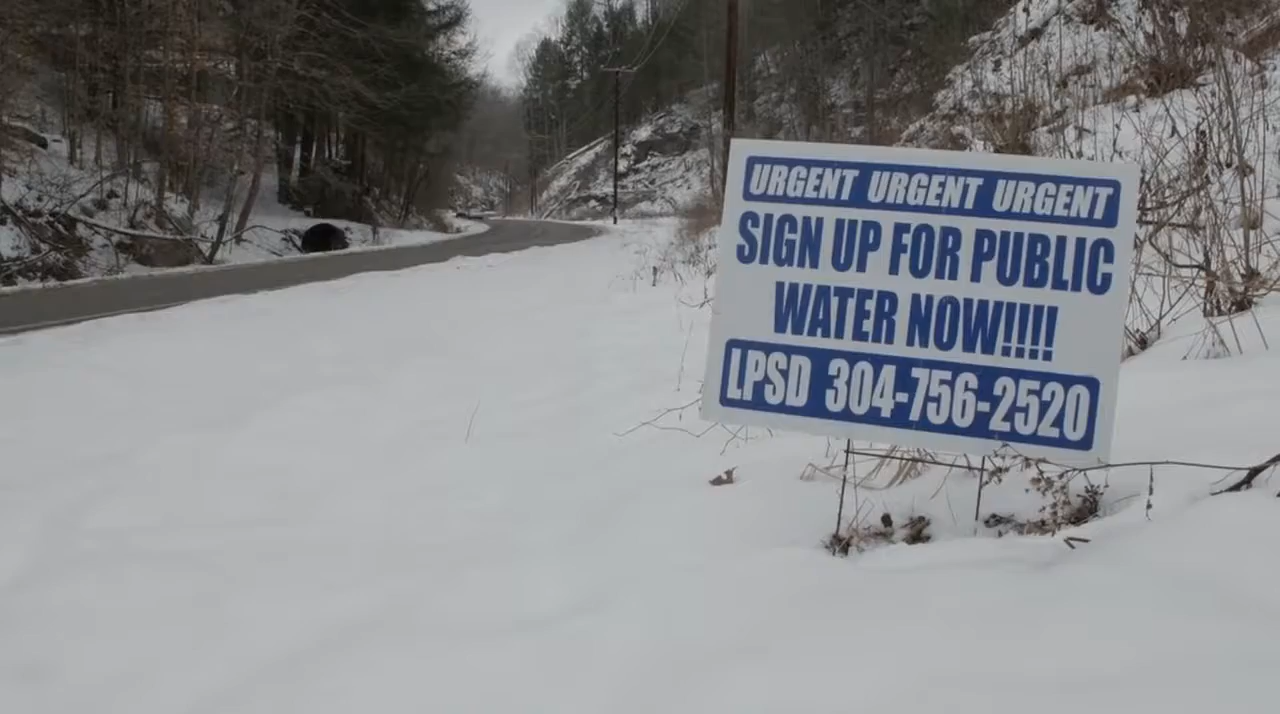 URGENT URGENT URGENT
SIGN UP FOR PUBLIC
WATER NOW!!!!
LPSD 304-756-2520